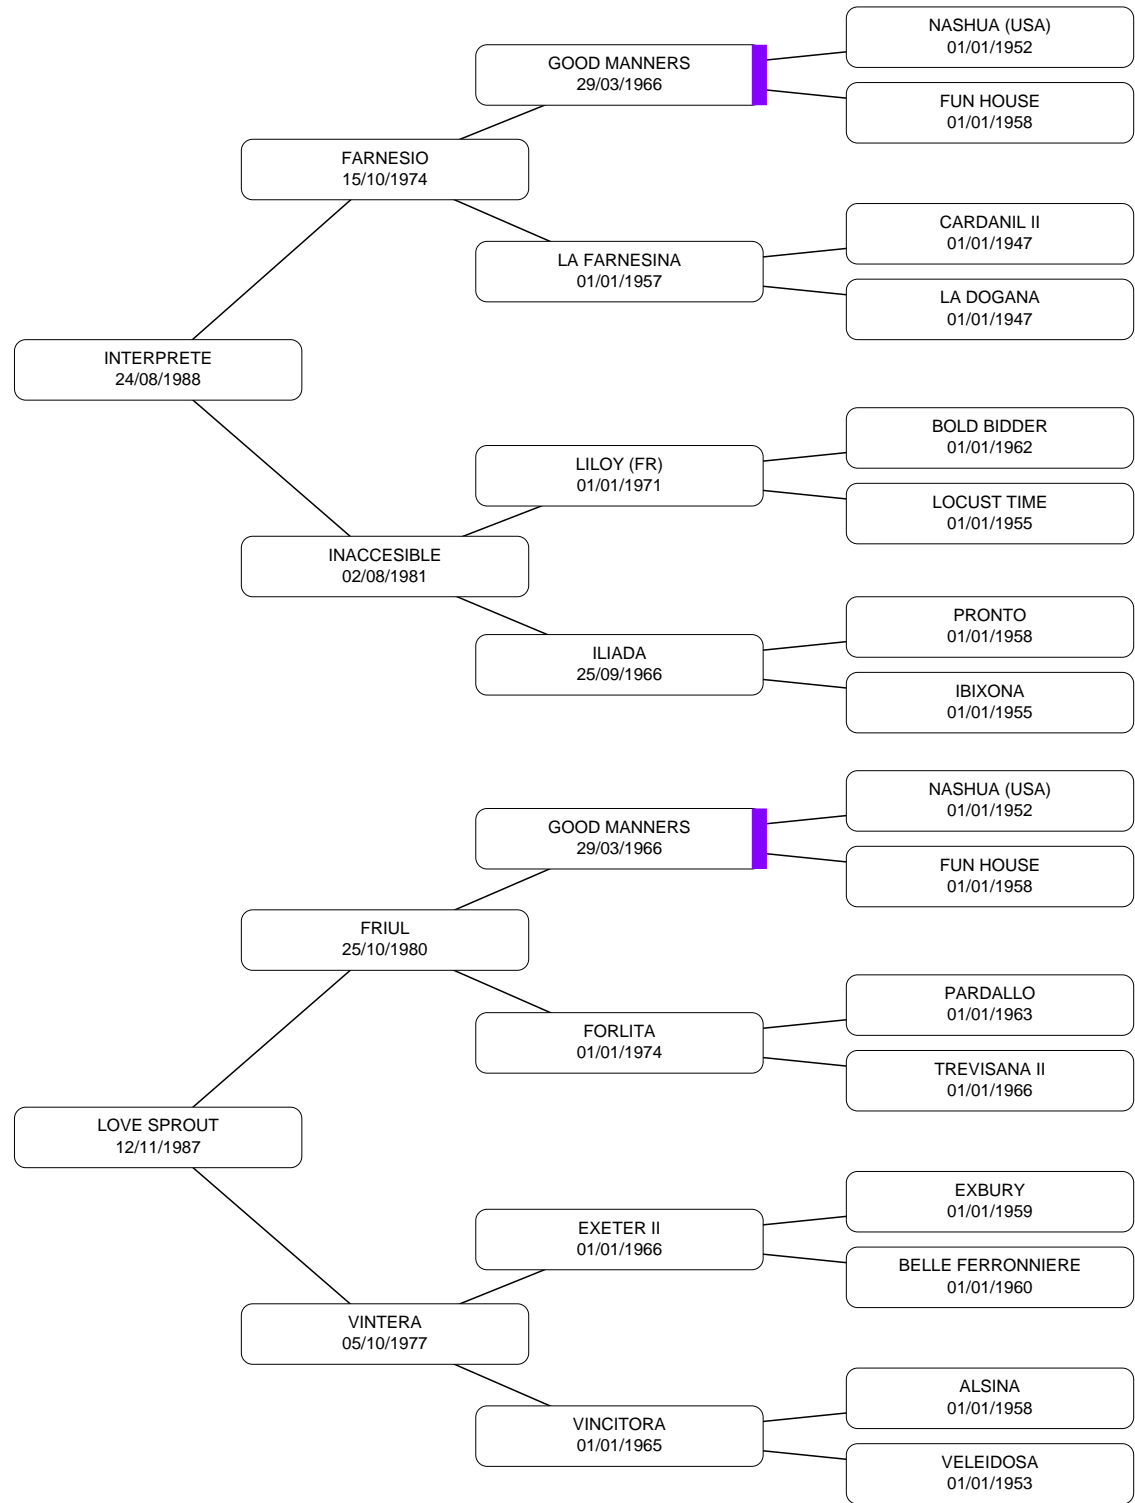 NASHUA (USA)
01/01/1952
GOOD MANNERS
29/03/1966
FUN HOUSE
01/01/1958
FARNESIO
15/10/1974
CARDANIL II
01/01/1947
LA FARNESINA
01/01/1957
LA DOGANA
01/01/1947
INTERPRETE
24/08/1988
BOLD BIDDER
01/01/1962
LILOY (FR)
01/01/1971
LOCUST TIME
01/01/1955
INACCESIBLE
02/08/1981
PRONTO
01/01/1958
ILIADA
25/09/1966
IBIXONA
01/01/1955
NASHUA (USA)
01/01/1952
GOOD MANNERS
29/03/1966
FUN HOUSE
01/01/1958
FRIUL
25/10/1980
PARDALLO
01/01/1963
FORLITA
01/01/1974
TREVISANA II
01/01/1966
LOVE SPROUT
12/11/1987
EXBURY
01/01/1959
EXETER II
01/01/1966
BELLE FERRONNIERE
01/01/1960
VINTERA
05/10/1977
ALSINA
01/01/1958
VINCITORA
01/01/1965
VELEIDOSA
01/01/1953